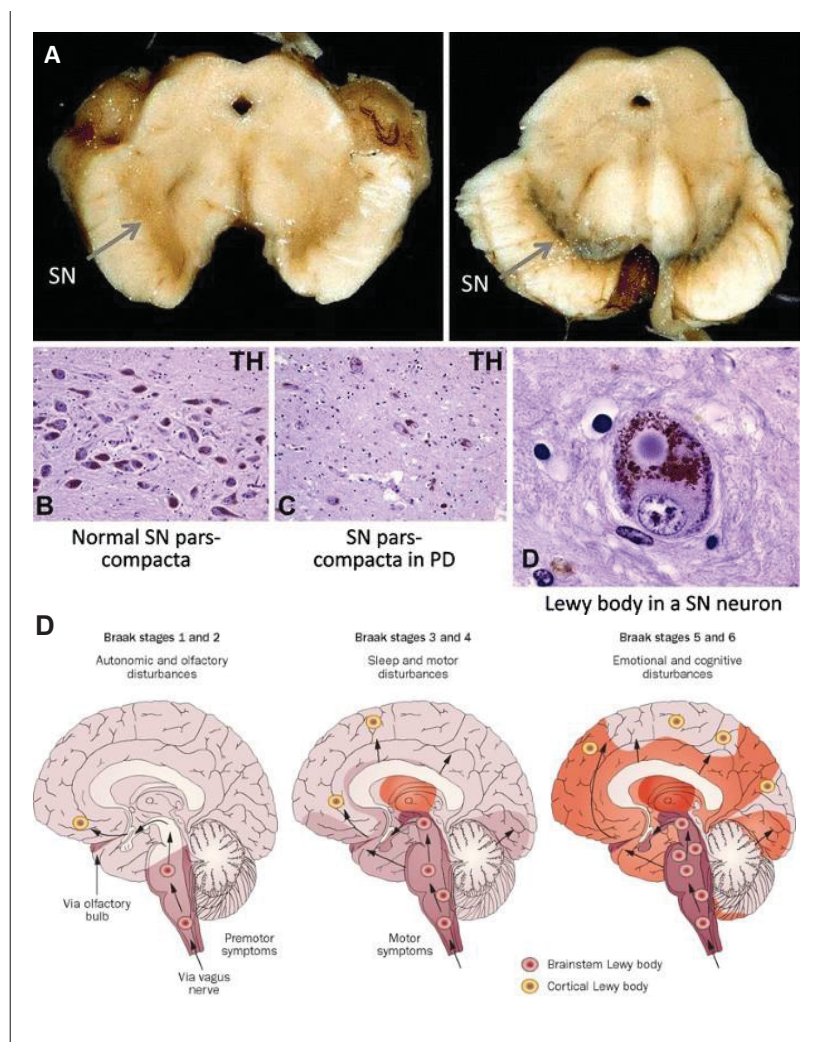 A
SN
SN
TH
B
Normal SN pars-
compacta
TH
C
SN pars-
compacta in PD
D
Lewy body in a SN neuron
D
Braak stages 1 and 2
Autonomic and olfactory
disturbances
Via olfactory
bulb
Premotor
symptoms
Via vagus
nerve
Braak stages 3 and 4
Sleep and motor
disturbances
Motor
symptoms
Braak stages 5 and 6
Emotional and cognitive
disturbances
Brainstem Lewy body
Cortical Lewy body